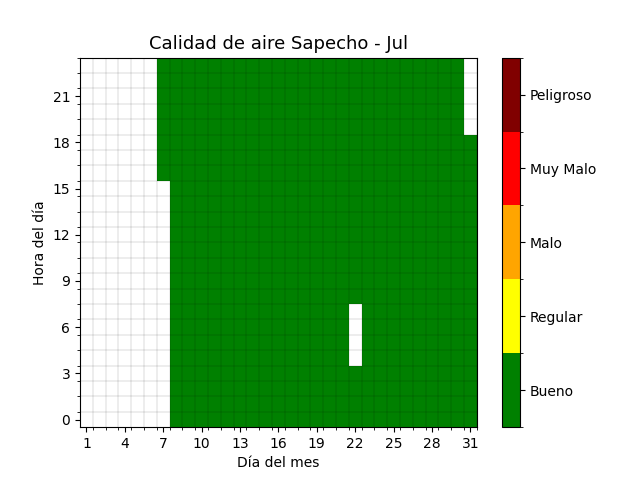 Calidad de aire Sapecho - Jul
Hora del día
21
18
15
12
9
6
3
0
1 4 7 10 13 16 19 22 25 28 31
Día del mes
Peligroso
Muy Malo
Malo
Regular
Bueno